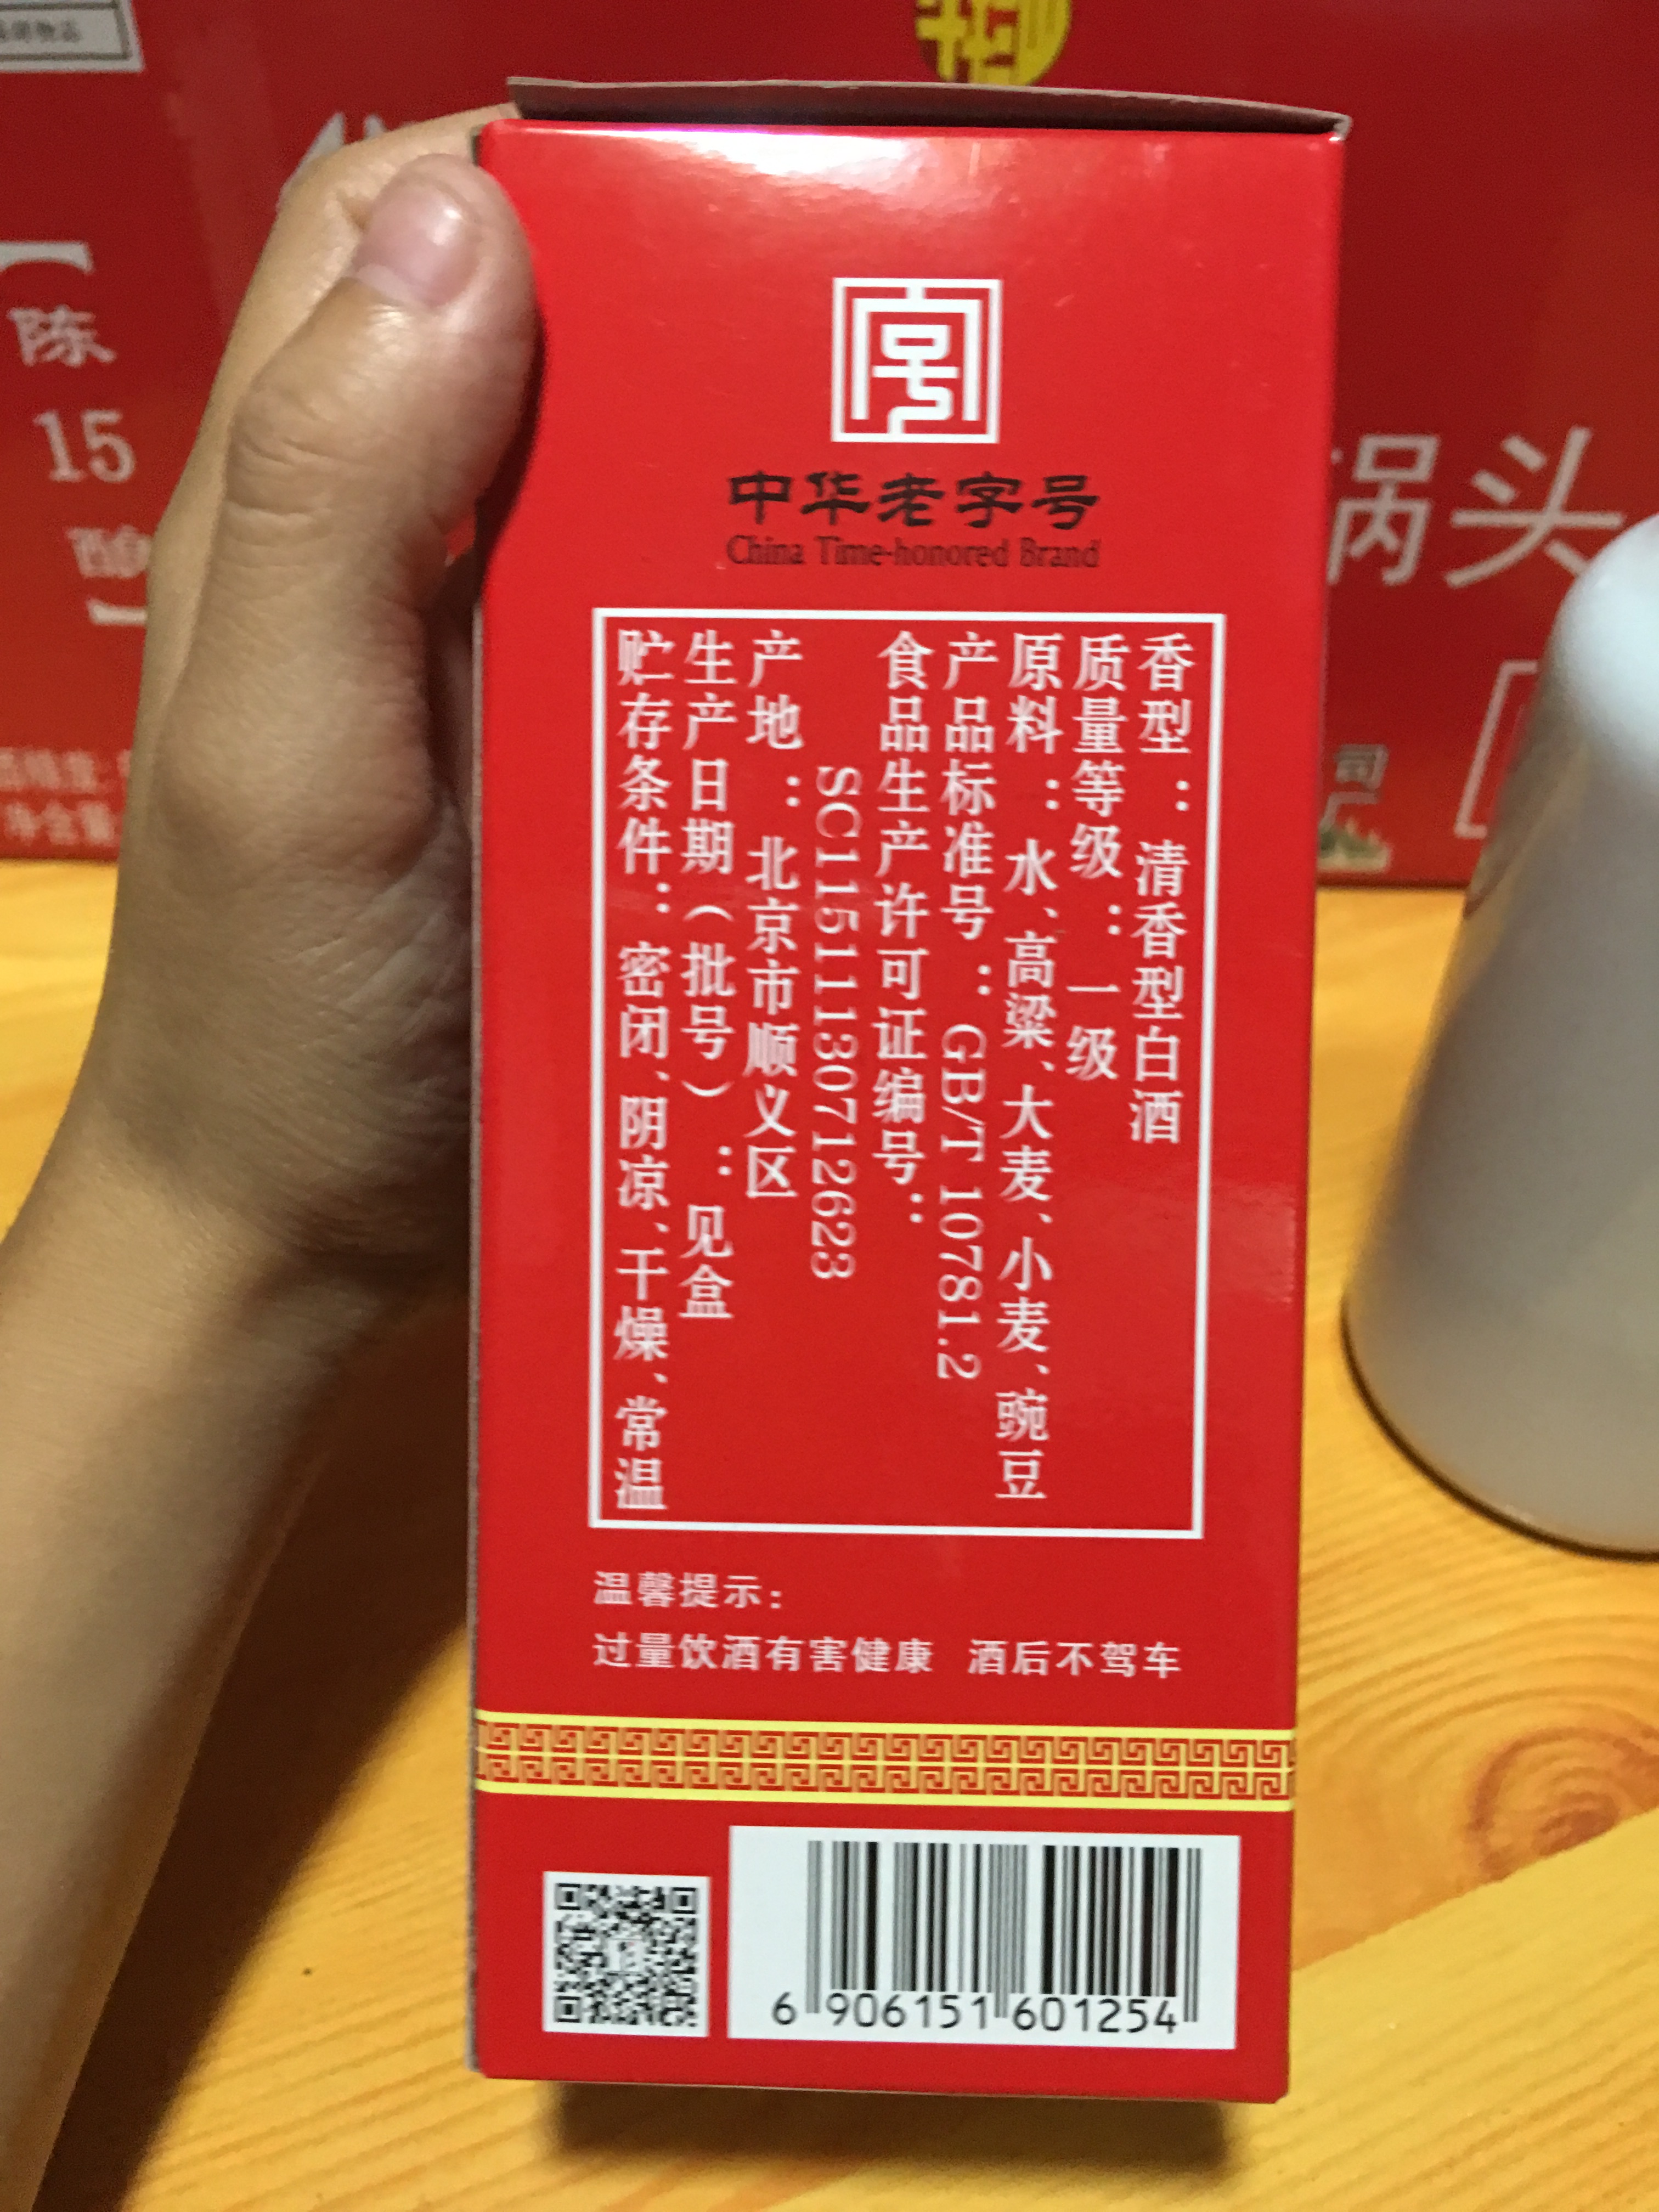 中华老字号
China Time-honored Brand
香型：清香型白酒
质量等级：一级
原料：水、高粱、大麦、小麦、豌豆
产品标准号：GB/T 10781.2
食品生产许可证编号：
SC11511130712623
产地：北京市顺义区
生产日期（批号）：见盒
贮存条件：密闭、阴凉、干燥、常温
温馨提示：
过量饮酒有害健康 酒后不驾车
6 906151 601254
【陈
15
酿】
锅头
司